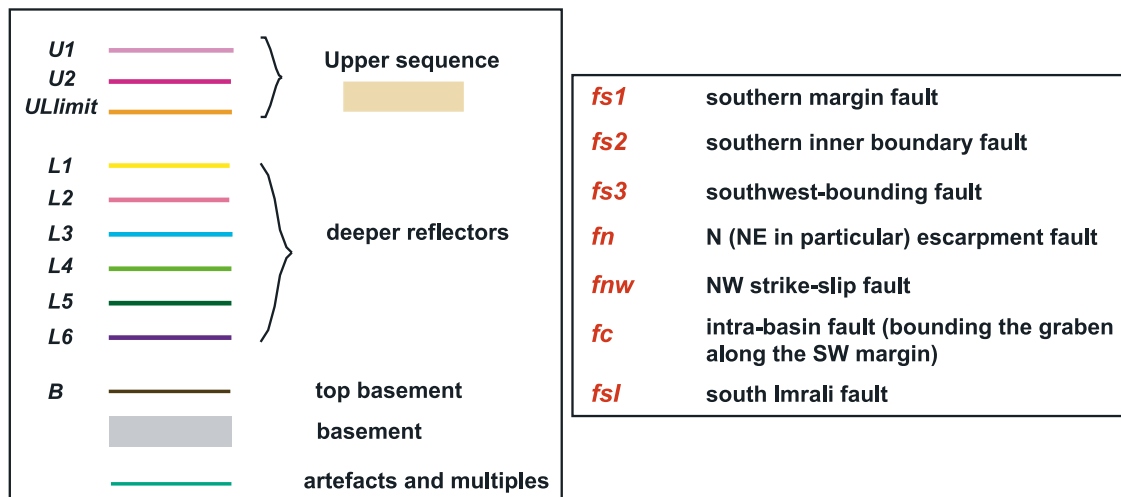 U1
U2
Upper sequence
ULlimit
L1
L2
L3
deeper reflectors
L4
L5
L6
B top basement
basement
artefacts and multiples
fs1 southern margin fault
fs2 southern inner boundary fault
fs3 southwest-bounding fault
fn N (NE in particular) escarpment fault
fnw NW strike-slip fault
fc intra-basin fault (bounding the graben
along the SW margin)
fsI south Imrali fault